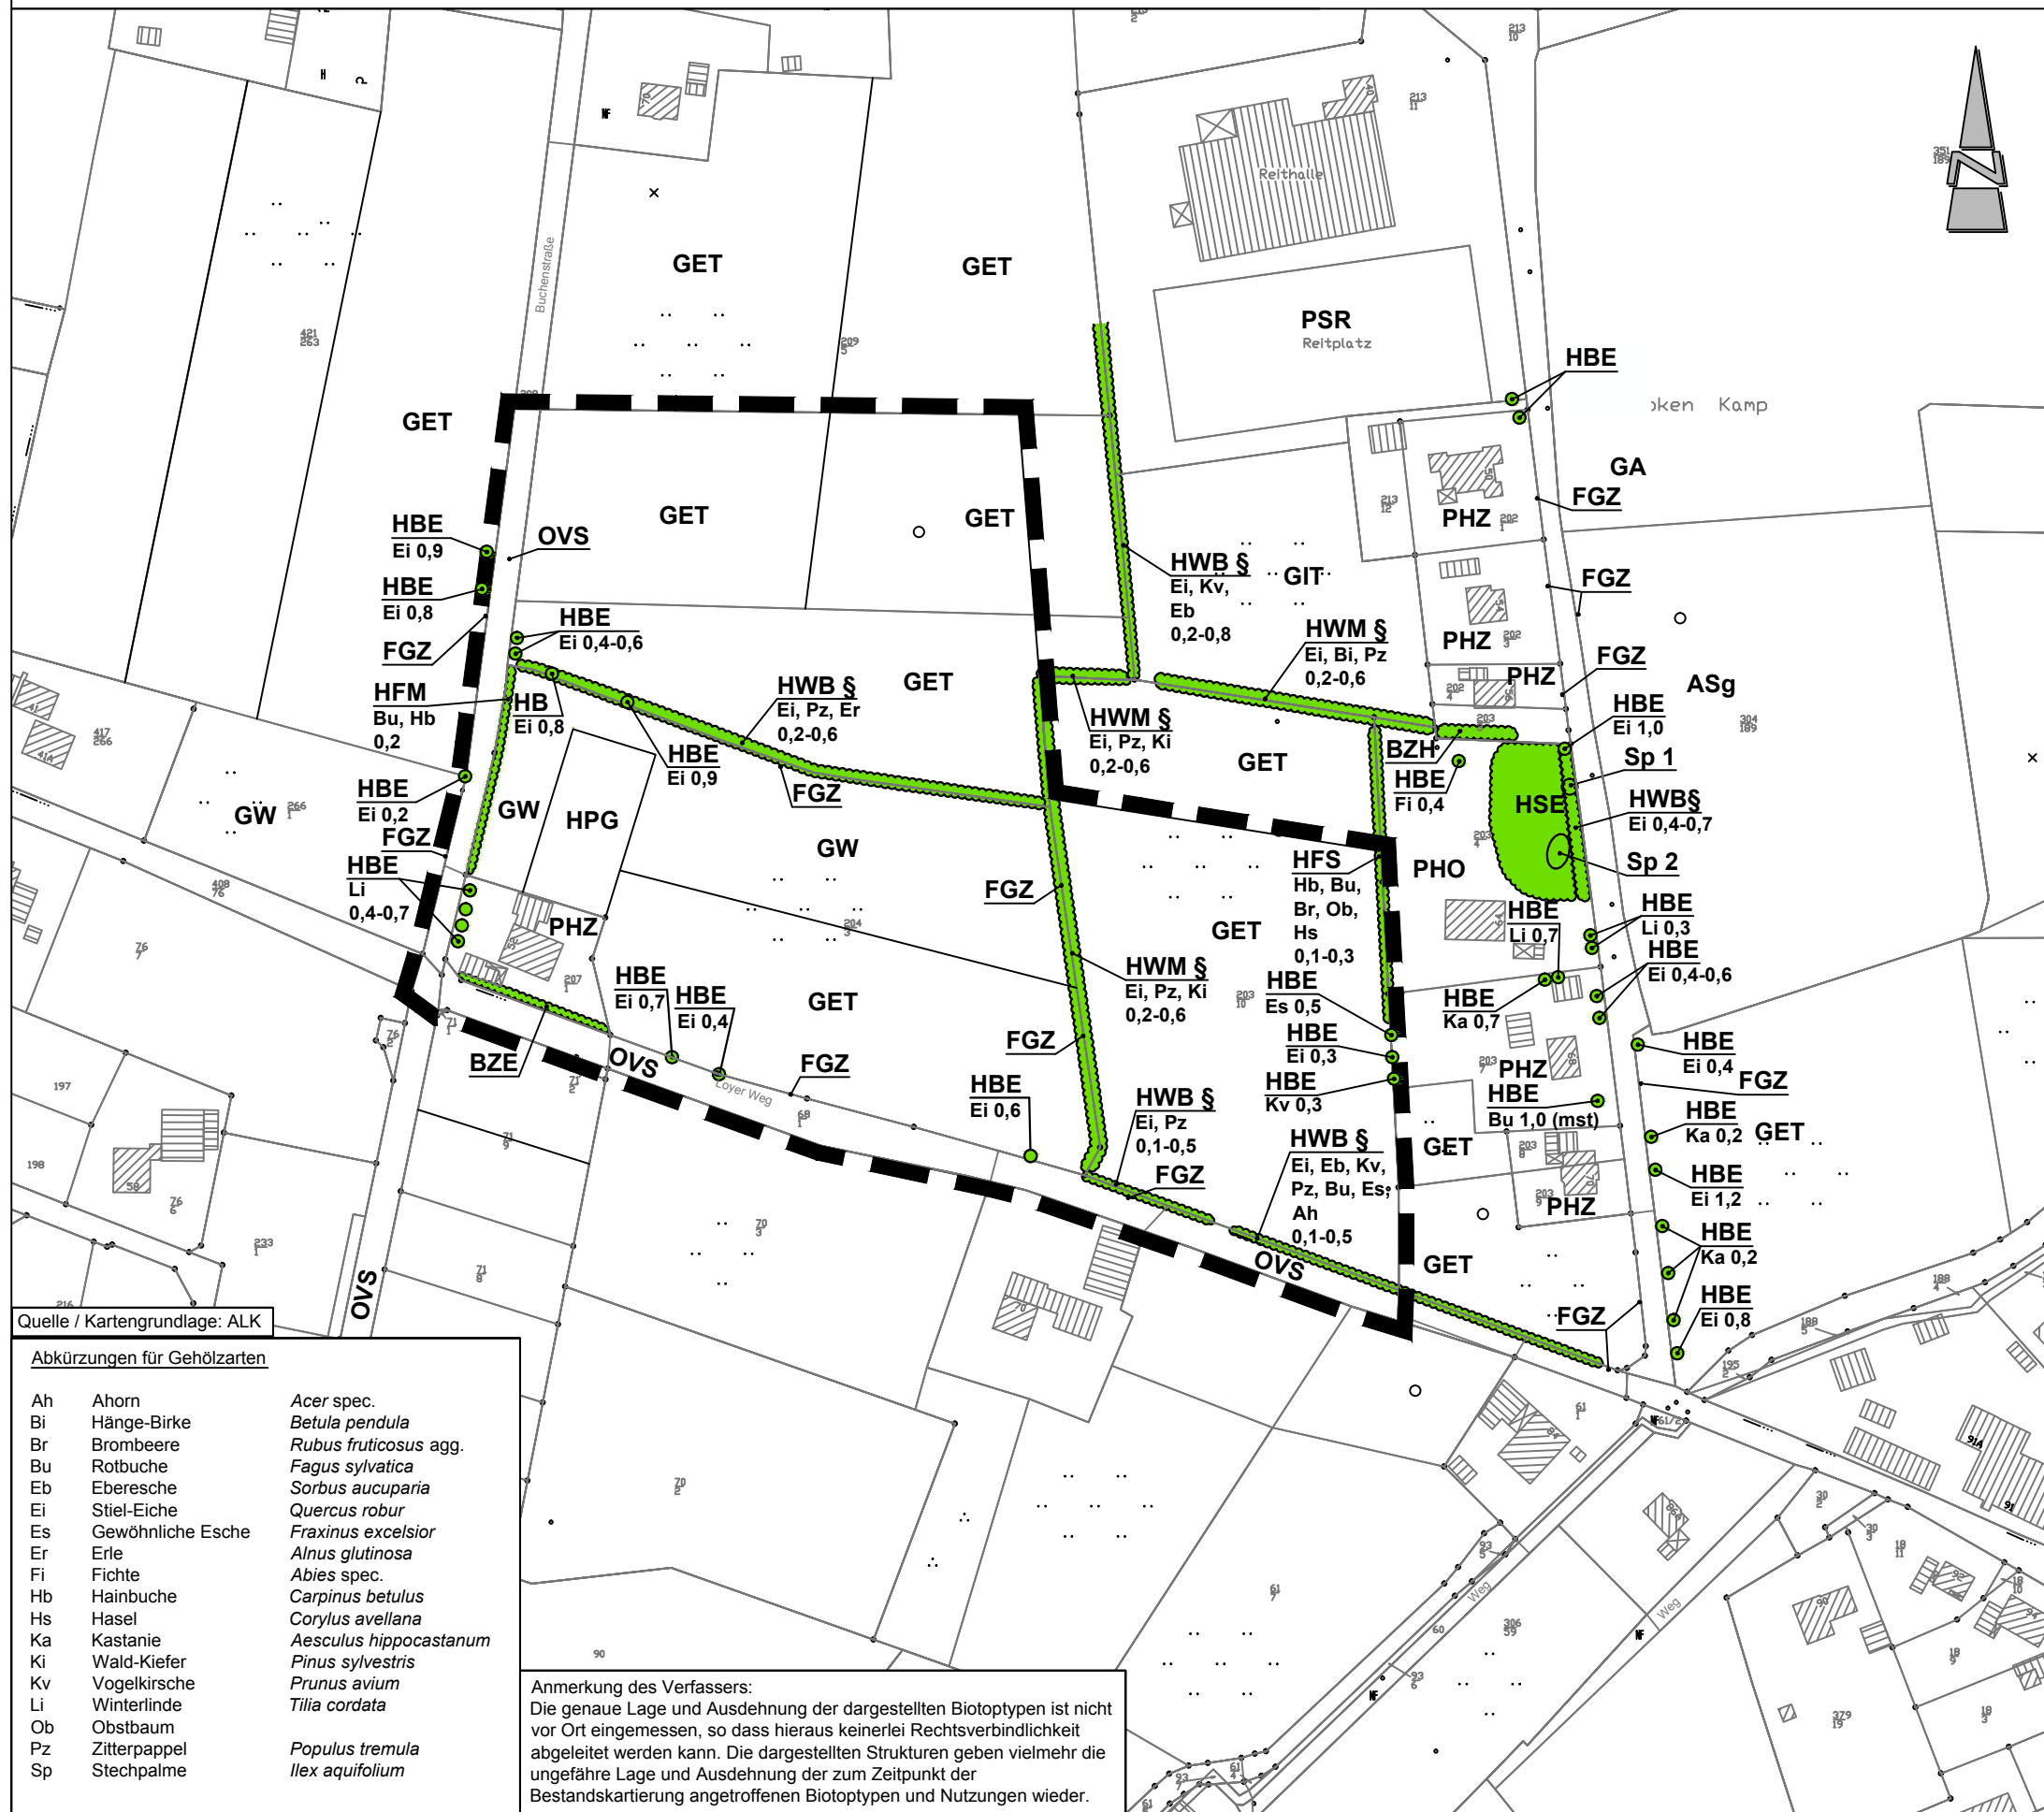 Buchenstraße
Reithalle
GET
GET
PSR
Reitplatz
HBE
GET
oken Kamp
GA
FGZ
GET
GET
PHZ
HBE
Ei 0,9
OVS
HBE
Ei 0,8
HWB §
Ei, Kv,
Eb
0,2-0,8
GIT
FGZ
HBE
Ei 0,4-0,6
FGZ
HWM §
Ei, Bi, Pz
0,2-0,6
PHZ
FGZ
PHZ
HFM
Bu, Hb
0,2
HB
Ei 0,8
HWB §
Ei, Pz, Er
0,2-0,6
GET
ASg
HWM §
Ei, Pz, Ki
0,2-0,6
HBE
Ei 1,0
HBE
Ei 0,9
BZH
GET
HBE
Fi 0,4
Sp 1
HBE
Ei 0,2
GW
GW
HPG
FGZ
HSE
HWB§
Ei 0,4-0,7
FGZ
GW
HFS
Hb, Bu,
Br, Ob,
Hs
0,1-0,3
PHO
Sp 2
HBE
Li
0,4-0,7
FGZ
PHZ
GET
HBE
Li 0,7
HBE
Li 0,3
HBE
Ei 0,4-0,6
HWM §
Ei, Pz, Ki
0,2-0,6
HBE
Ei 0,7
HBE
Ei 0,4
GET
HBE
Es 0,5
HBE
Ka 0,7
FGZ
HBE
Ei 0,3
HBE
Ei 0,4
BZE
OVS
Loyer Weg
FGZ
HBE
Kv 0,3
PHZ
FGZ
HBE
Ei 0,6
HWB §
Ei, Pz
0,1-0,5
HBE
Bu 1,0 (mst)
HBE
Ka 0,2
GET
HWB §
Ei, Eb, Kv,
Pz, Bu, Es,
Ah
0,1-0,5
GET
FGZ
HBE
Ei 1,2
PHZ
HBE
Ka 0,2
OVS
GET
OVS
FGZ
HBE
Ei 0,8
Quelle / Kartengrundlage: ALK
Abkürzungen für Gehölzarten
Ah Ahorn Acer spec.
Bi Hänge-Birke Betula pendula
Br Brombeere Rubus fruticosus agg.
Bu Rotbuche Fagus sylvatica
Eb Eberesche Sorbus aucuparia
Ei Stiel-Eiche Quercus robur
Es Gewöhnliche Esche Fraxinus excelsior
Er Erle Alnus glutinosa
Fi Fichte Abies spec.
Hb Hainbuche Carpinus betulus
Hs Hasel Corylus avellana
Ka Kastanie Aesculus hippocastanum
Ki Wald-Kiefer Pinus sylvestris
Kv Vogelkirsche Prunus avium
Li Winterlinde Tilia cordata
Ob Obstbaum
Pz Zitterpappel Populus tremula
Sp Stechpalme Ilex aquifolium
Anmerkung des Verfassers:
Die genaue Lage und Ausdehnung der dargestellten Biotoptypen ist nicht
vor Ort eingemessen, so dass hieraus keinerlei Rechtsverbindlichkeit
abgeleitet werden kann. Die dargestellten Strukturen geben vielmehr die
ungefähre Lage und Ausdehnung der zum Zeitpunkt der
Bestandskartierung angetroffenen Biotoptypen und Nutzungen wieder.
Weg
Weg